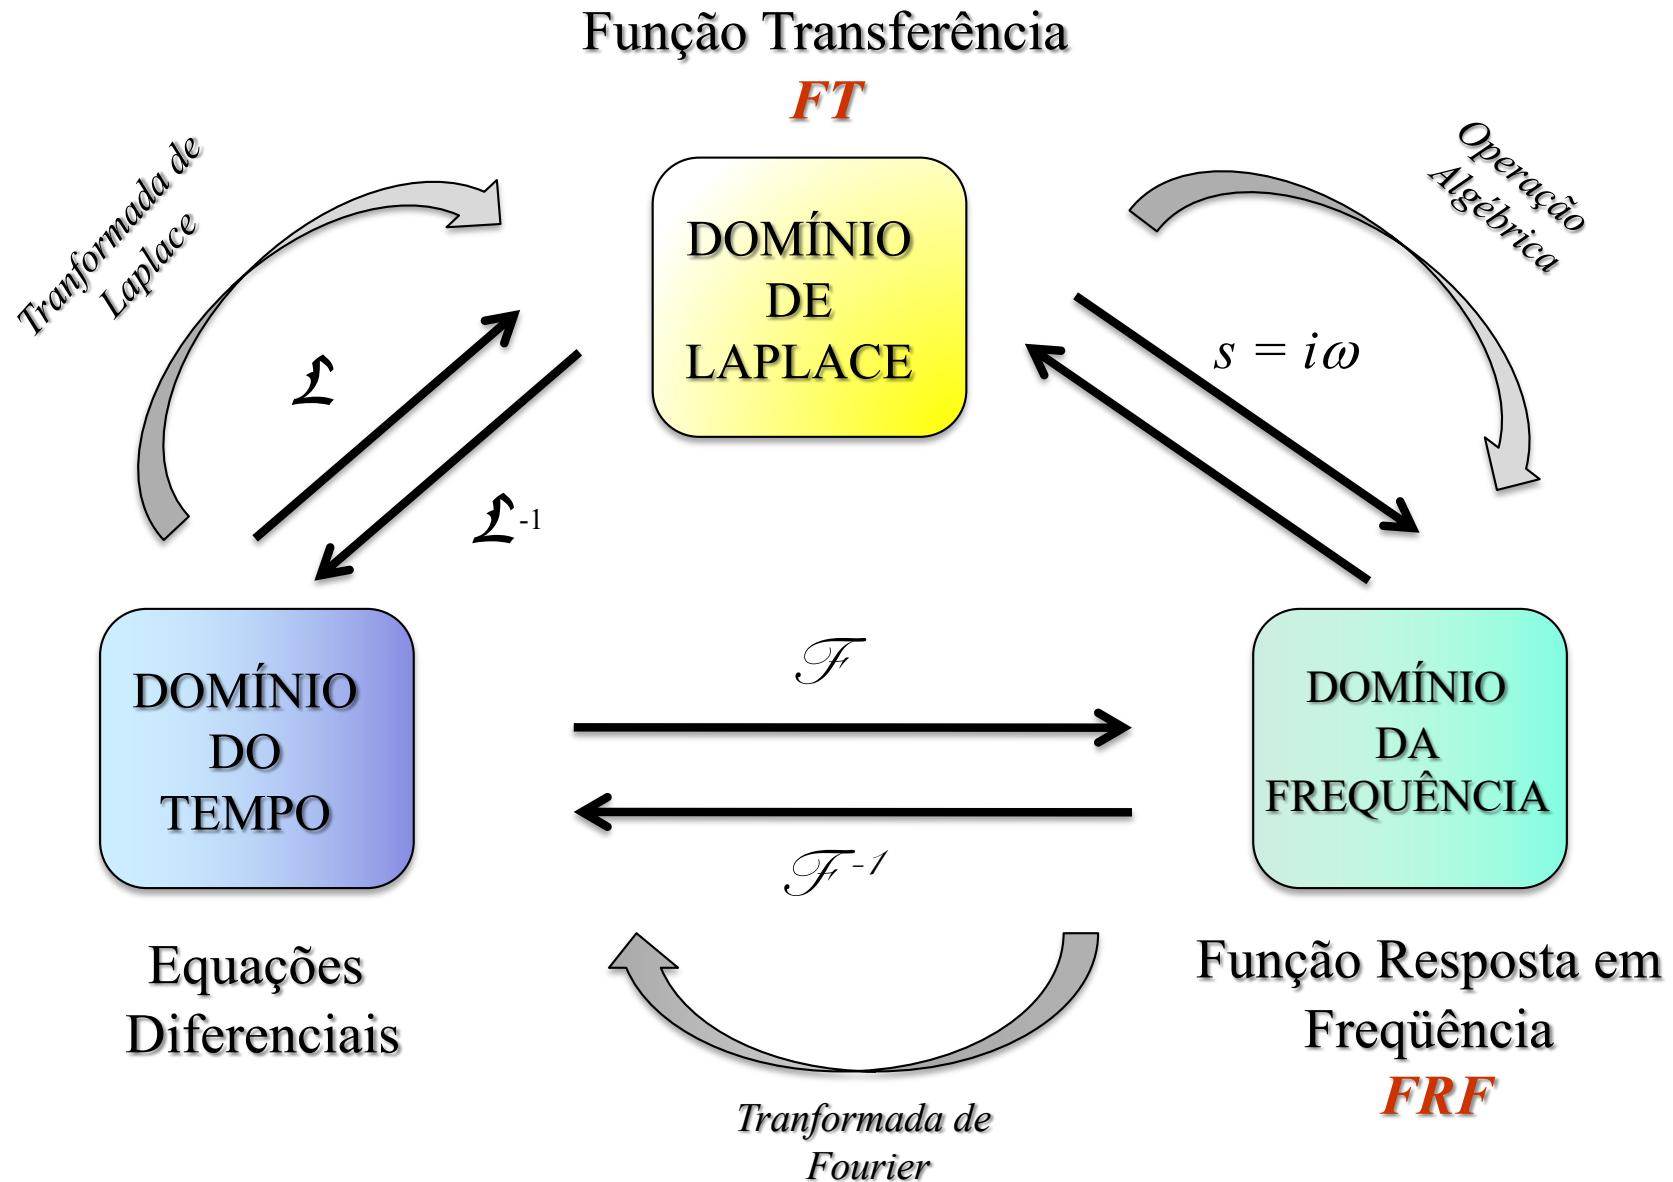 Função Transferência
FT
Tranformada de
Laplace
Operação
Algébrica
DOMÍNIO
DE
LAPLACE
s = iω
ℒ
ℒ-1
DOMÍNIO
DO
TEMPO
ℱ
ℱ-1
DOMÍNIO
DA
FREQUÊNCIA
Equações
Diferenciais
Função Resposta em
Freqüência
FRF
Tranformada de
Fourier